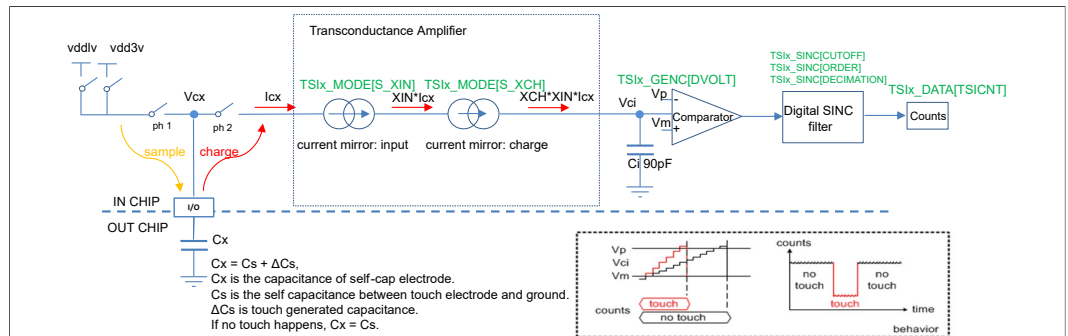 Transconductance Amplifier
vddlv vdd3v
TSIx_MODE[S_XIN] TSIx_MODE[S_XCH]
TSIx_GENC[DVOLT]
TSIx_SINC[CUTOFF]
TSIx_SINC[ORDER]
TSIx_SINC[DECIMATION]
TSIx_DATA[TSICNT]
Vcx
Icx
XIN*Icx
XCH*XIN*Icx
Vci
Vp
-
Comparator
Vm
+
Digital SINC
filter
Counts
ph 1
ph 2
current mirror: input
current mirror: charge
sample
charge
Ci 90pF
IN CHIP
I/O
OUT CHIP
Cx
Cx = Cs + ΔCs,
Cx is the capacitance of self-cap electrode.
Cs is the self capacitance between touch electrode and ground.
ΔCs is touch generated capacitance.
If no touch happens, Cx = Cs.
Vp
Vci
Vm
counts
touch
no touch
counts
no
touch
no
touch
touch
time
behavior